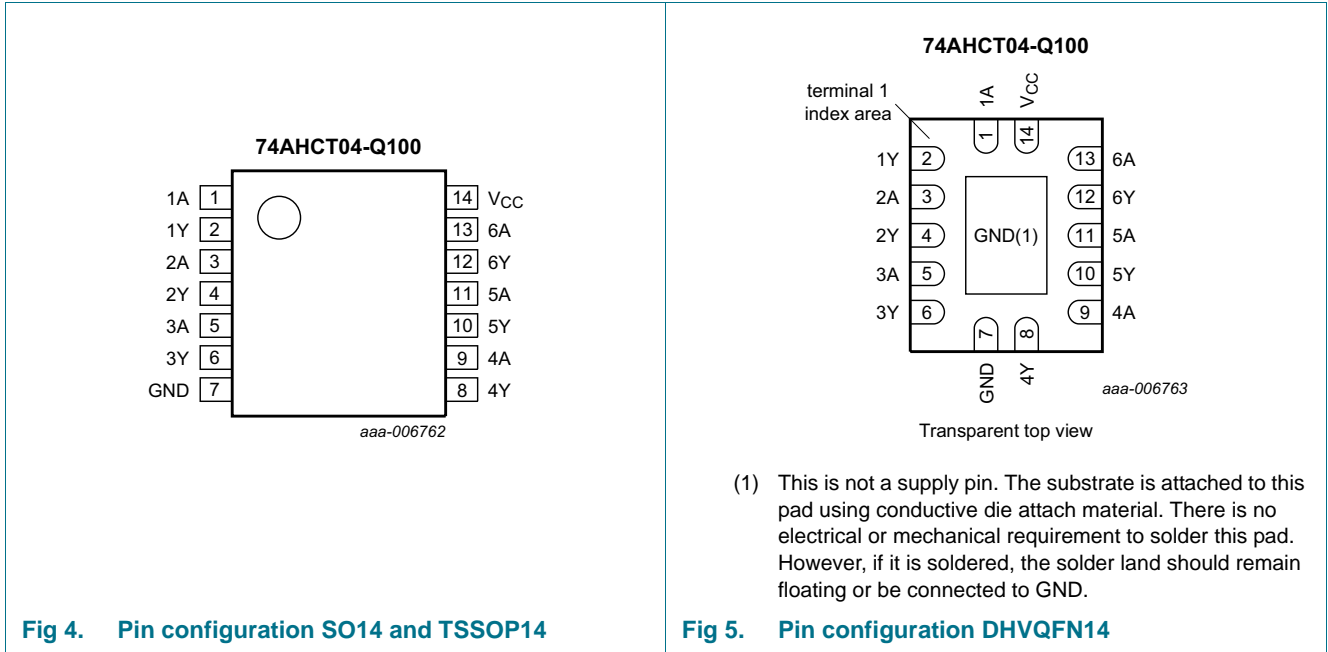 74AHCT04-Q100
1A 1 14 VCC
1Y 2 13 6A
2A 3 12 6Y
2Y 4 11 5A
3A 5 10 5Y
3Y 6 9 4A
GND 7 8 4Y
aaa-006762
Fig 4. Pin configuration SO14 and TSSOP14
74AHCT04-Q100
terminal 1
index area
1A VCC
1 14
1Y 2 13 6A
2A 3 12 6Y
2Y 4 GND(1) 11 5A
3A 5 10 5Y
3Y 6 9 4A
7 8
GND 4Y
aaa-006763
Transparent top view
(1) This is not a supply pin. The substrate is attached to this
pad using conductive die attach material. There is no
electrical or mechanical requirement to solder this pad.
However, if it is soldered, the solder land should remain
floating or be connected to GND.
Fig 5. Pin configuration DHVQFN14